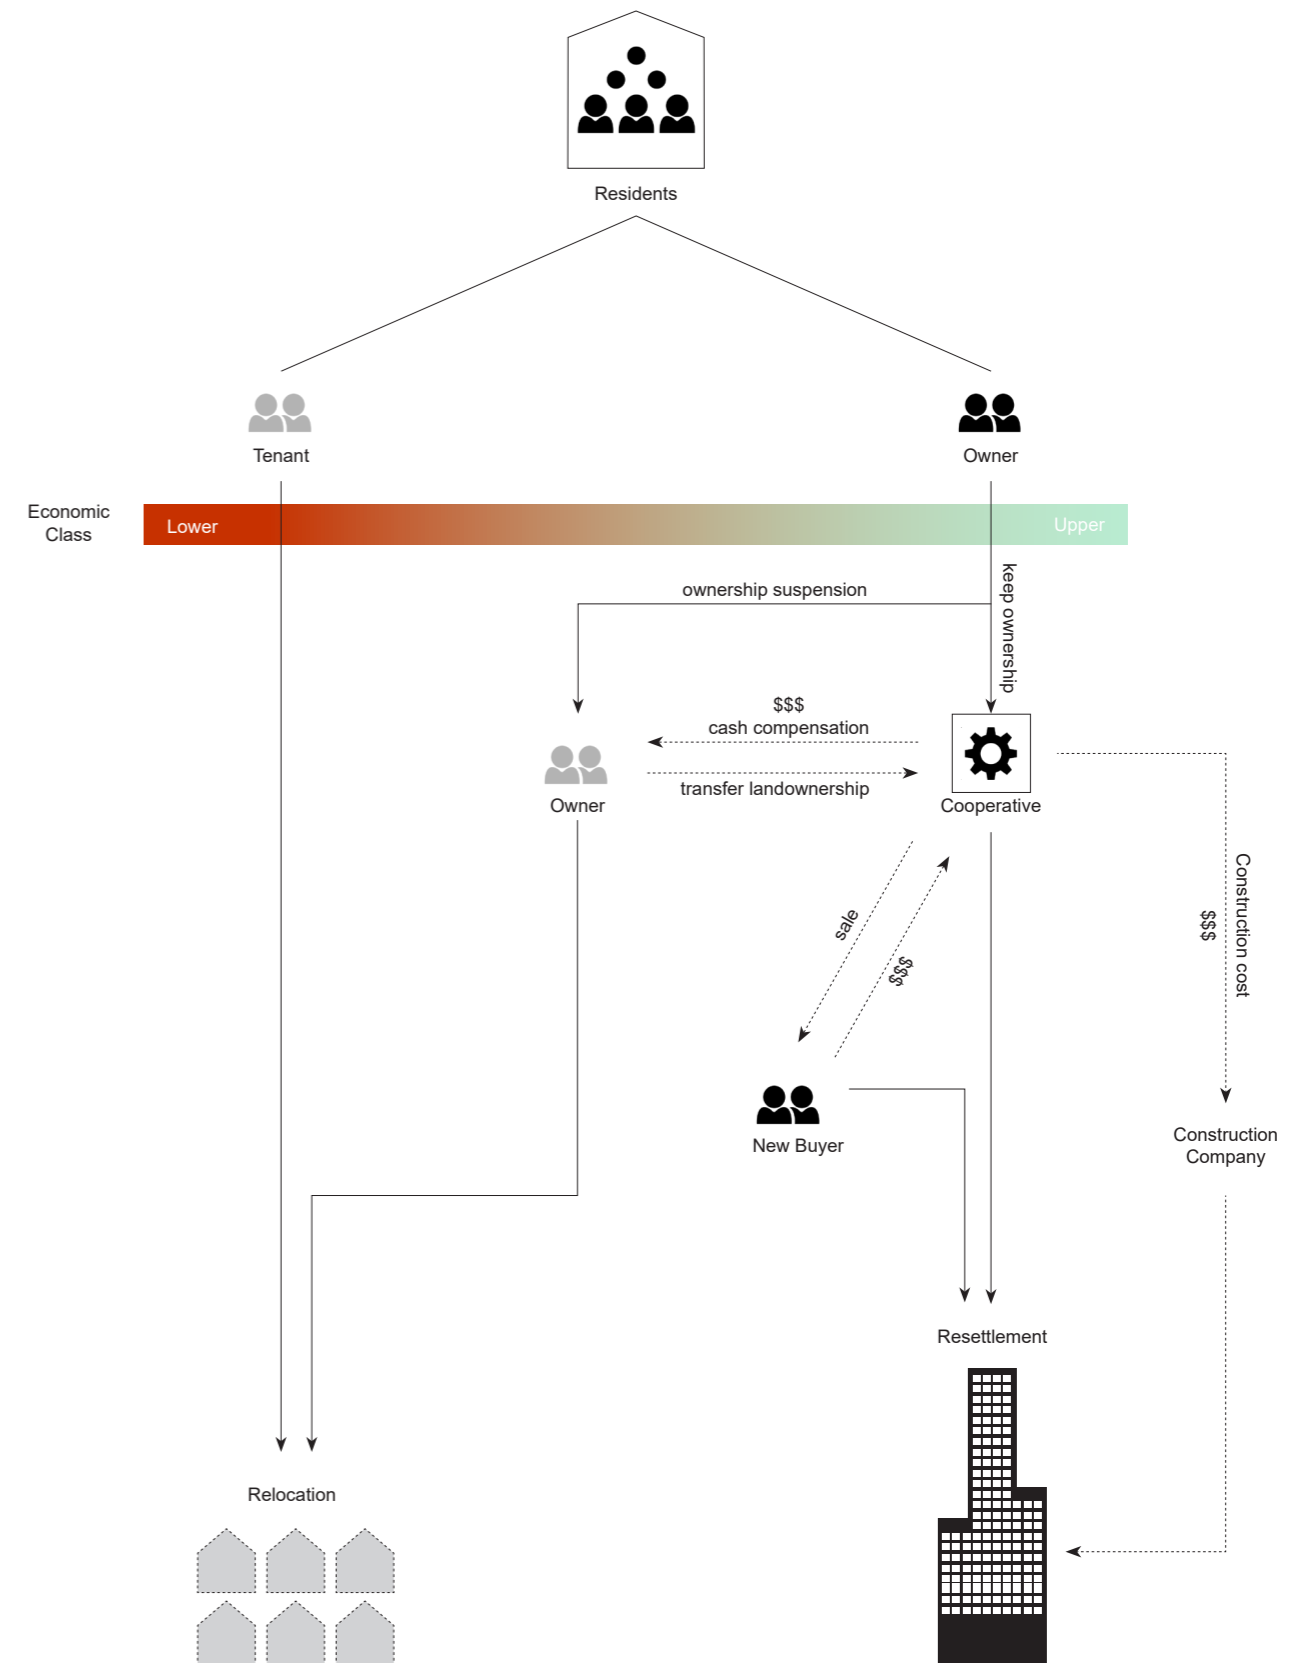 Residents
Tenant
Owner
Economic
Class
Lower
Upper
keep ownership
ownership suspension
$$$
cash compensation
transfer landownership
Owner
Cooperative
sale
$$$
Construction cost
$$$
New Buyer
Construction
Company
Resettlement
Relocation